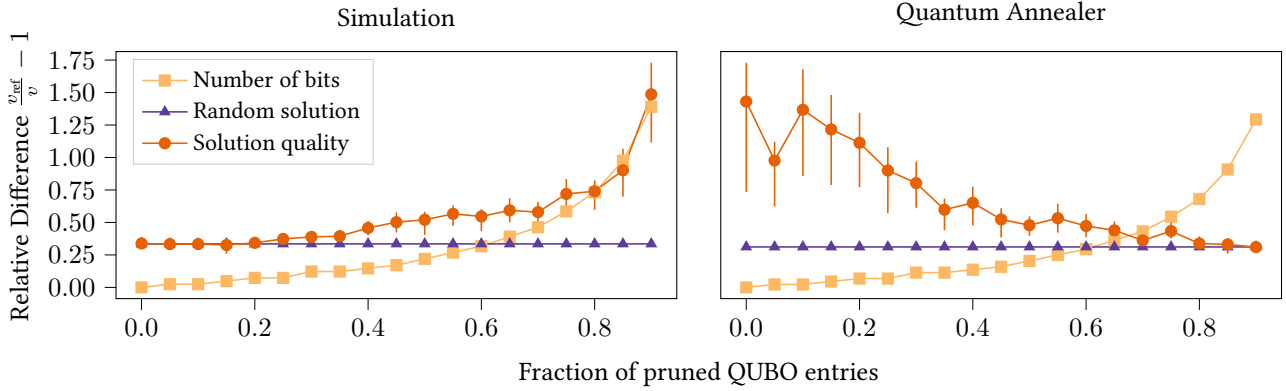 Simulation
Quantum Annealer
Relative Difference v_ref/v − 1
1.75
1.50
1.25
1.00
0.75
0.50
0.25
0.00
Number of bits
Random solution
Solution quality
0.0 0.2 0.4 0.6 0.8
0.0 0.2 0.4 0.6 0.8
Fraction of pruned QUBO entries